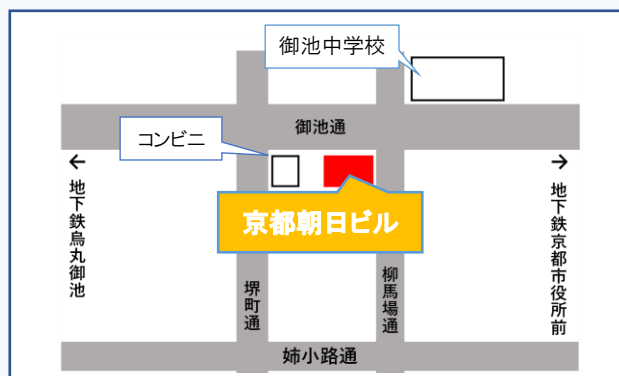 御池中学校
御池通
コンビニ
京都朝日ビル
←地下鉄烏丸御池
→地下鉄京都市役所前
堺町通
柳馬場通
姉小路通